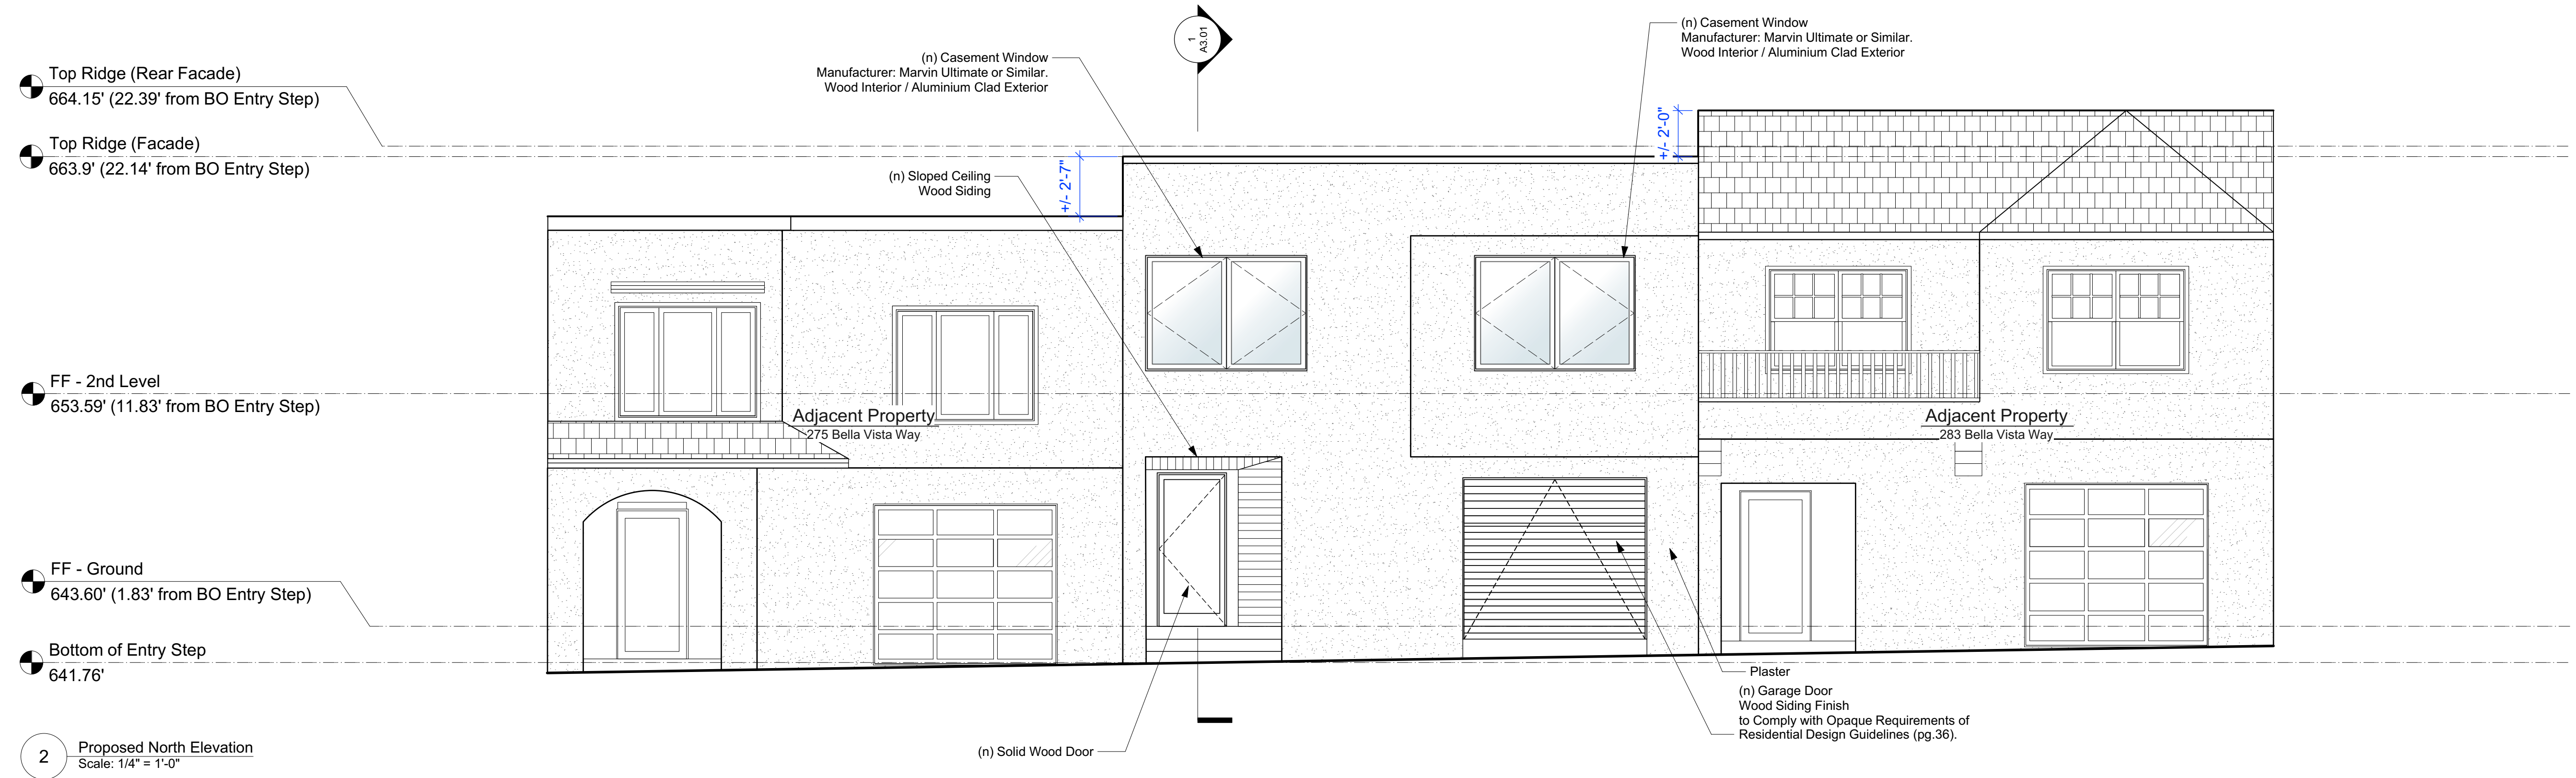 1
A3.01
(n) Casement Window
Manufacturer: Marvin Ultimate or Similar.
Wood Interior / Aluminium Clad Exterior
(n) Casement Window
Manufacturer: Marvin Ultimate or Similar.
Wood Interior / Aluminium Clad Exterior
Top Ridge (Rear Facade)
664.15' (22.39' from BO Entry Step)
Top Ridge (Facade)
663.9' (22.14' from BO Entry Step)
+/- 2'-7"
+/- 2'-0"
(n) Sloped Ceiling
Wood Siding
FF - 2nd Level
653.59' (11.83' from BO Entry Step)
Adjacent Property
275 Bella Vista Way
Adjacent Property
283 Bella Vista Way
FF - Ground
643.60' (1.83' from BO Entry Step)
Bottom of Entry Step
641.76'
Plaster
(n) Garage Door
Wood Siding Finish
to Comply with Opaque Requirements of
Residential Design Guidelines (pg.36).
(n) Solid Wood Door
2
Proposed North Elevation
Scale: 1/4" = 1'-0"